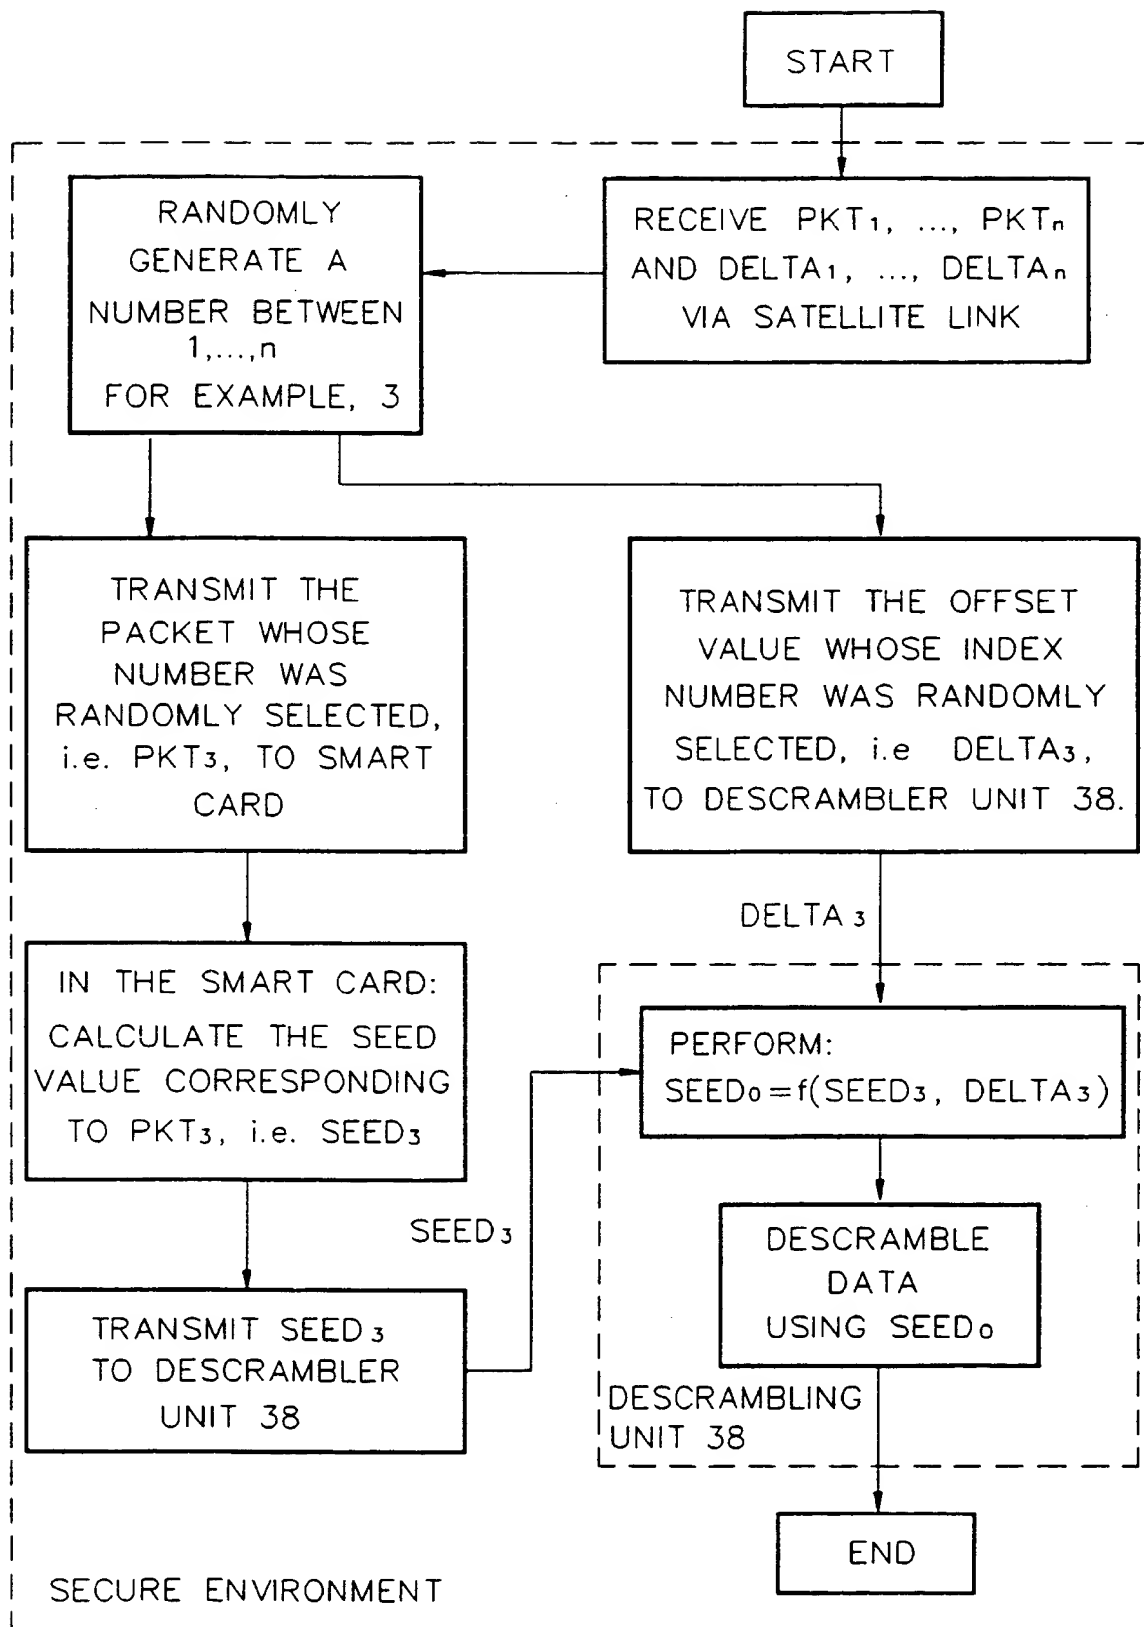 START
RECEIVE PKT₁, ..., PKTₙ
AND DELTA₁, ..., DELTAₙ
VIA SATELLITE LINK
RANDOMLY
GENERATE A
NUMBER BETWEEN
1,...,n
FOR EXAMPLE, 3
TRANSMIT THE
PACKET WHOSE
NUMBER WAS
RANDOMLY SELECTED,
i.e. PKT₃, TO SMART
CARD
TRANSMIT THE OFFSET
VALUE WHOSE INDEX
NUMBER WAS RANDOMLY
SELECTED, i.e DELTA₃,
TO DESCRAMBLER UNIT 38.
DELTA₃
IN THE SMART CARD:
CALCULATE THE SEED
VALUE CORRESPONDING
TO PKT₃, i.e. SEED₃
PERFORM:
SEED₀=f(SEED₃, DELTA₃)
SEED₃
TRANSMIT SEED₃
TO DESCRAMBLER
UNIT 38
DESCRAMBLE
DATA
USING SEED₀
DESCRAMBLING
UNIT 38
END
SECURE ENVIRONMENT